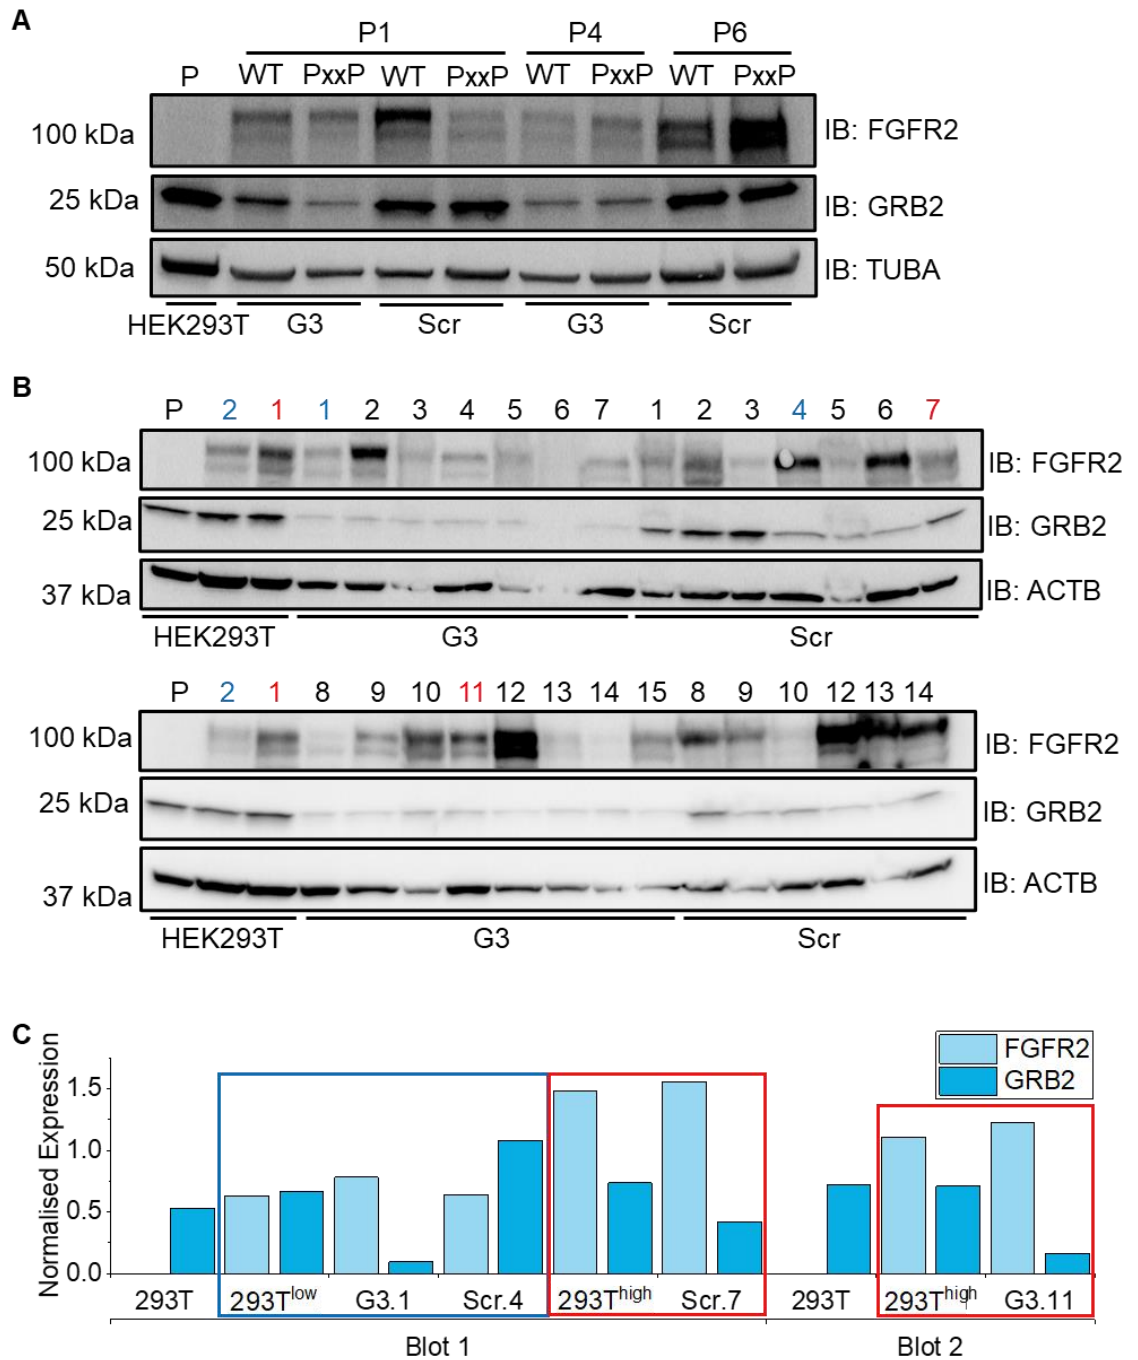 A
P1 P4 P6
P WT PxxP WT PxxP WT PxxP WT PxxP
100 kDa IB: FGFR2
25 kDa IB: GRB2
50 kDa IB: TUBA
HEK293T G3 Scr G3 Scr
B
P 2 1 1 2 3 4 5 6 7 1 2 3 4 5 6 7
100 kDa IB: FGFR2
25 kDa IB: GRB2
37 kDa IB: ACTB
HEK293T G3 Scr
P 2 1 8 9 10 11 12 13 14 15 8 9 10 12 13 14
100 kDa IB: FGFR2
25 kDa IB: GRB2
37 kDa IB: ACTB
HEK293T G3 Scr
C
Normalised Expression
FGFR2
GRB2
1.5
1.0
0.5
0.0
293T 293Tlow G3.1 Scr.4 293Thigh Scr.7 293T 293Thigh G3.11
Blot 1 Blot 2